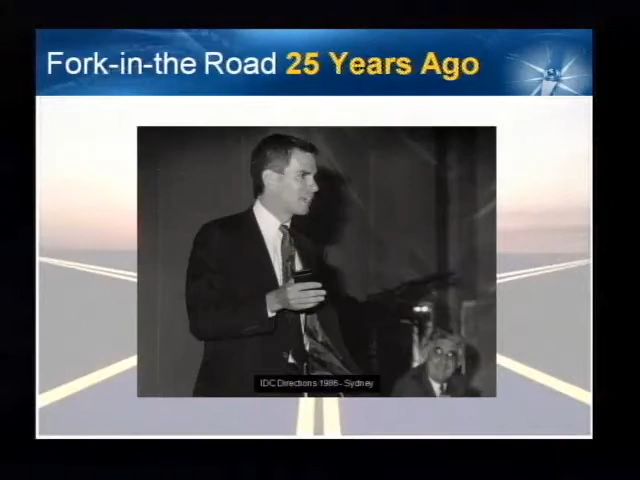 Fork-in-the Road 25 Years Ago
IDC Directions 1986 - Sydney